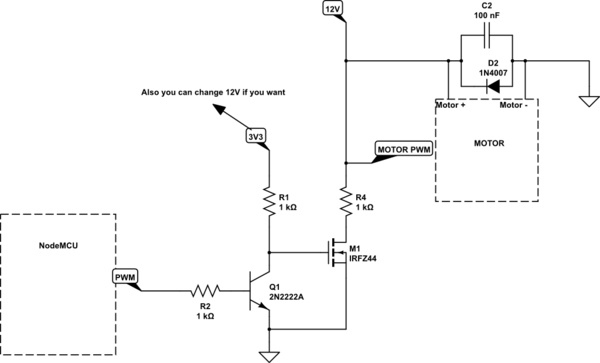 12V
C2
100 nF
D2
1N4007
Also you can change 12V if you want
Motor +
Motor -
3V3
MOTOR PWM
MOTOR
R1
1 kΩ
R4
1 kΩ
NodeMCU
M1
IRFZ44
PWM
Q1
2N2222A
R2
1 kΩ